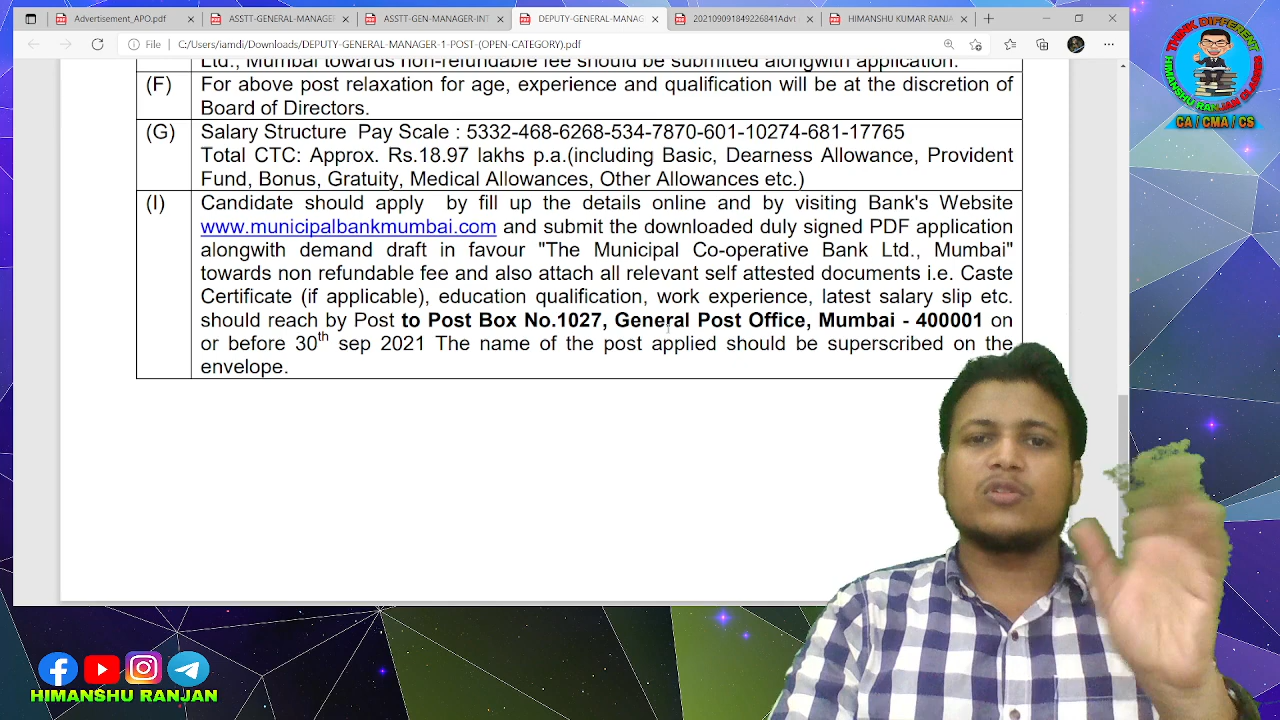 Advertisement_APO.pdf
ASSTT-GENERAL-MANAGER
ASSTT-GEN-MANAGER-INT
DEPUTY-GENERAL-MANAG
202109091849226841Advt
HIMANSHU KUMAR RANJA
File
C:/Users/iamdi/Downloads/DEPUTY-GENERAL-MANAGER-1-POST-(OPENCATEGORY).pdf
THINK DIFFERENT
HIMANSHU RANJAN CLASSES
CA / CMA / CS
Ltd., Mumbai towards non-refundable fee should be submitted alongwith application.
(F) For above post relaxation for age, experience and qualification will be at the discretion of
Board of Directors.
(G) Salary Structure Pay Scale : 5332-468-6268-534-7870-601-10274-681-17765
Total CTC: Approx. Rs.18.97 lakhs p.a.(including Basic, Dearness Allowance, Provident
Fund, Bonus, Gratuity, Medical Allowances, Other Allowances etc.)
(I) Candidate should apply by fill up the details online and by visiting Bank's Website
www.municipalbankmumbai.com and submit the downloaded duly signed PDF application
alongwith demand draft in favour "The Municipal Co-operative Bank Ltd., Mumbai"
towards non refundable fee and also attach all relevant self attested documents i.e. Caste
Certificate (if applicable), education qualification, work experience, latest salary slip etc.
should reach by Post to Post Box No.1027, General Post Office, Mumbai - 400001 on
or before 30th sep 2021 The name of the post applied should be superscribed on the
envelope.
HIMANSHU RANJAN